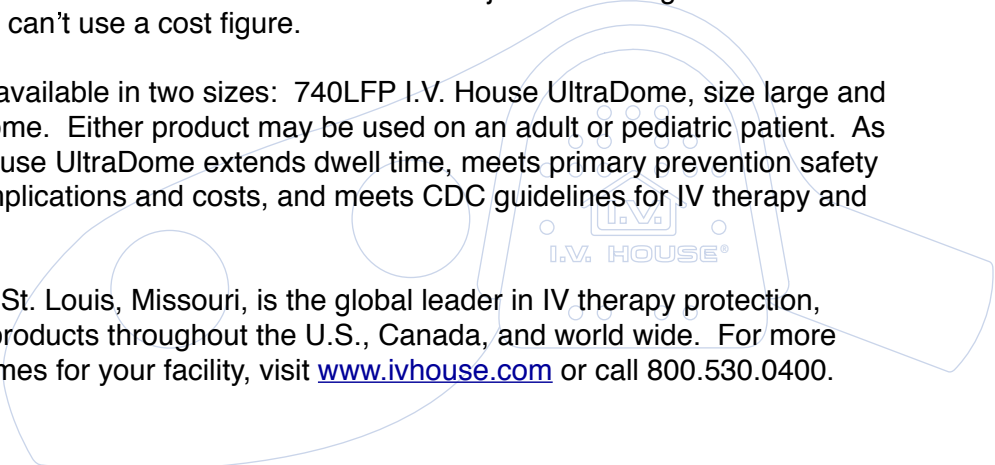 can’t use a cost figure.
available in two sizes:  740LFP I.V. House UltraDome, size large and
ome.  Either product may be used on an adult or pediatric patient.  As
use UltraDome extends dwell time, meets primary prevention safety
mplications and costs, and meets CDC guidelines for IV therapy and
I.V.
I.V. HOUSE®
St. Louis, Missouri, is the global leader in IV therapy protection,
products throughout the U.S., Canada, and world wide.  For more
mes for your facility, visit www.ivhouse.com or call 800.530.0400.